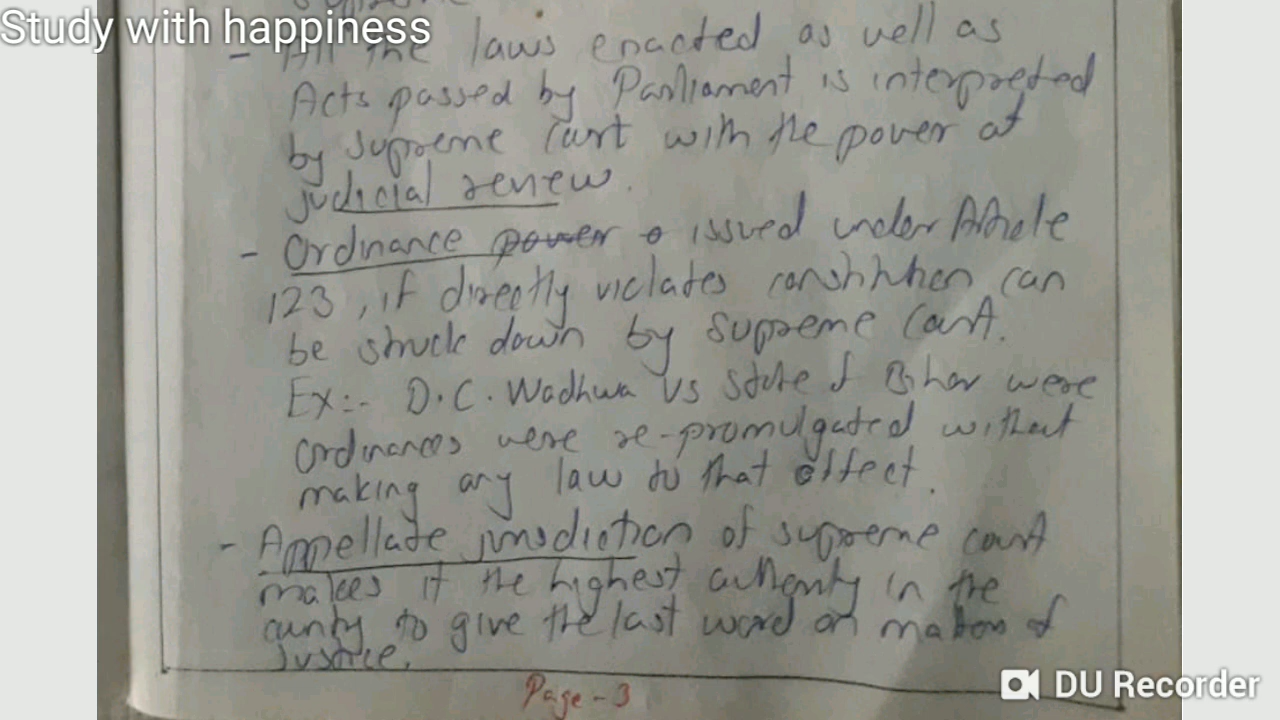 Study with happiness
- All the laws enacted as well as
Acts passed by Parliament is interpreted
by supreme Court with the power of
judicial review.
- Ordinance power issued under Article
123, if directly violates constitution can
be struck down by supreme Court.
Ex:- D.C. Wadhwa Vs State of Bihar were
ordinances were re-promulgated without
making any law to that effect.
- Appellate jurisdiction of supreme court
makes it the highest authority in the
country to give the last word on matters of
Justice.
Page-3
DU Recorder